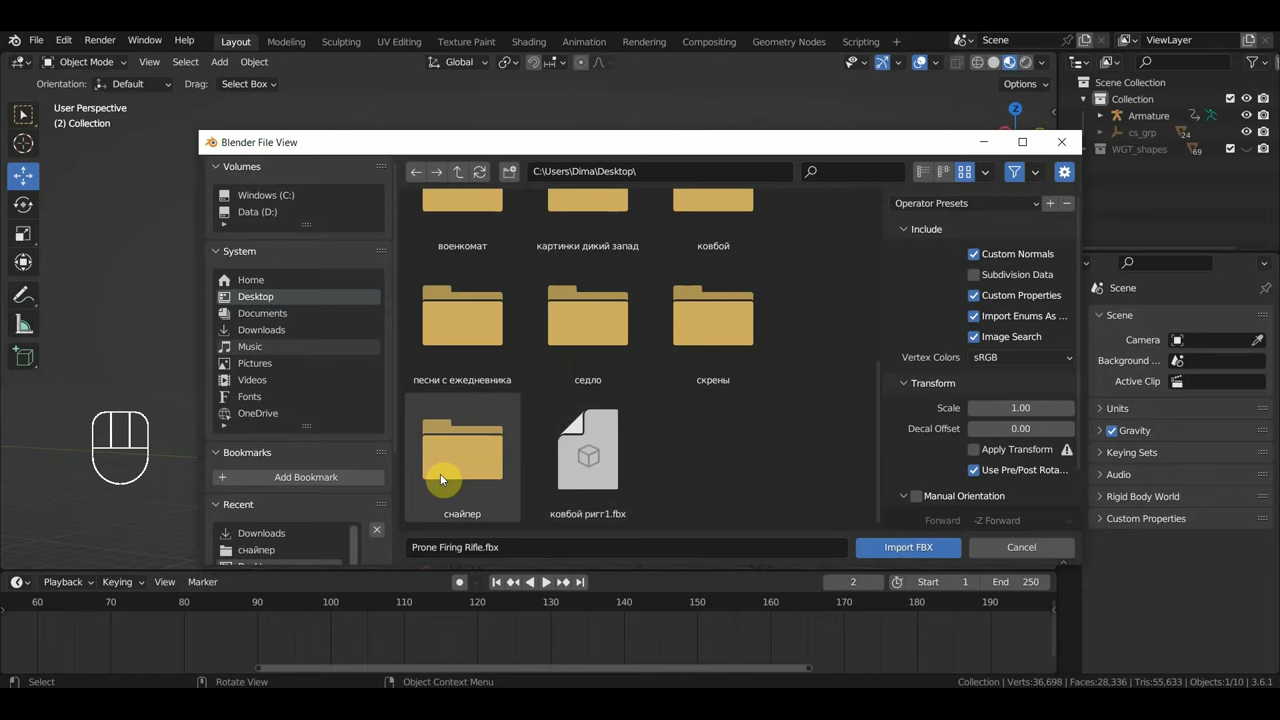 File Edit Render Window Help Layout Modeling Sculpting UV Editing Texture Paint Shading Animation Rendering Compositing Geometry Nodes Scripting + Scene ViewLayer
Object Mode View Select Add Object Global
Orientation: Default Drag: Select Box Options
Scene Collection
Collection
Armature
cs_grp 24
WGT_shapes 69
User Perspective
(2) Collection
Z
Blender File View
Volumes
Windows (C:)
Data (D:)
System
Home
Desktop
Documents
Downloads
Music
Pictures
Videos
Fonts
OneDrive
Bookmarks
Add Bookmark
Recent
Downloads
снайпер
C:\Users\Dima\Desktop\
военкомат
картинки дикий запад
ковбой
песни с ежедневника
седло
скрены
снайпер
ковбой ригг1.fbx
Prone Firing Rifle.fbx
Import FBX
Cancel
Operator Presets
Include
Custom Normals
Subdivision Data
Custom Properties
Import Enums As ...
Image Search
Vertex Colors sRGB
Transform
Scale 1.00
Decal Offset 0.00
Apply Transform
Use Pre/Post Rota...
Manual Orientation
Forward -Z Forward
Scene
Scene
Camera
Background ...
Active Clip
Units
Gravity
Keying Sets
Audio
Rigid Body World
Custom Properties
Playback Keying View Marker 2 Start 1 End 250
60 70 80 90 100 110 120 130 140 150 160 170 180 190
Select Rotate View Object Context Menu Collection | Verts:36,698 | Faces:28,336 | Tris:55,633 | Objects:1/10 | 3.6.1